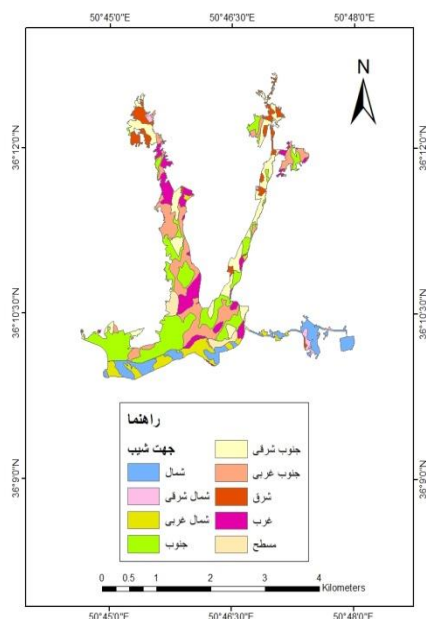 50°45'0"E 50°46'30"E 50°48'0"E
N
36°12'0"N 36°12'0"N
36°10'30"N 36°10'30"N
36°9'0"N 36°9'0"N
راهنما
جهت شیب
شمال
شمال شرقی
شمال غربی
جنوب
جنوب شرقی
جنوب غربی
شرق
غرب
مسطح
0 0.5 1 2 3 4
Kilometers
50°45'0"E 50°46'30"E 50°48'0"E